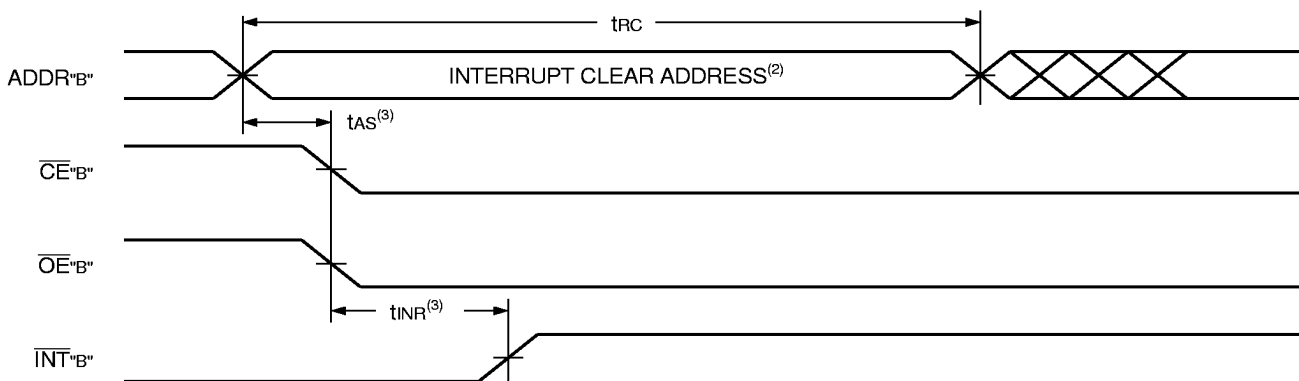 tRC
ADDR"B" INTERRUPT CLEAR ADDRESS(2)
tAS(3)
CE"B"
OE"B"
tINR(3)
INT"B"